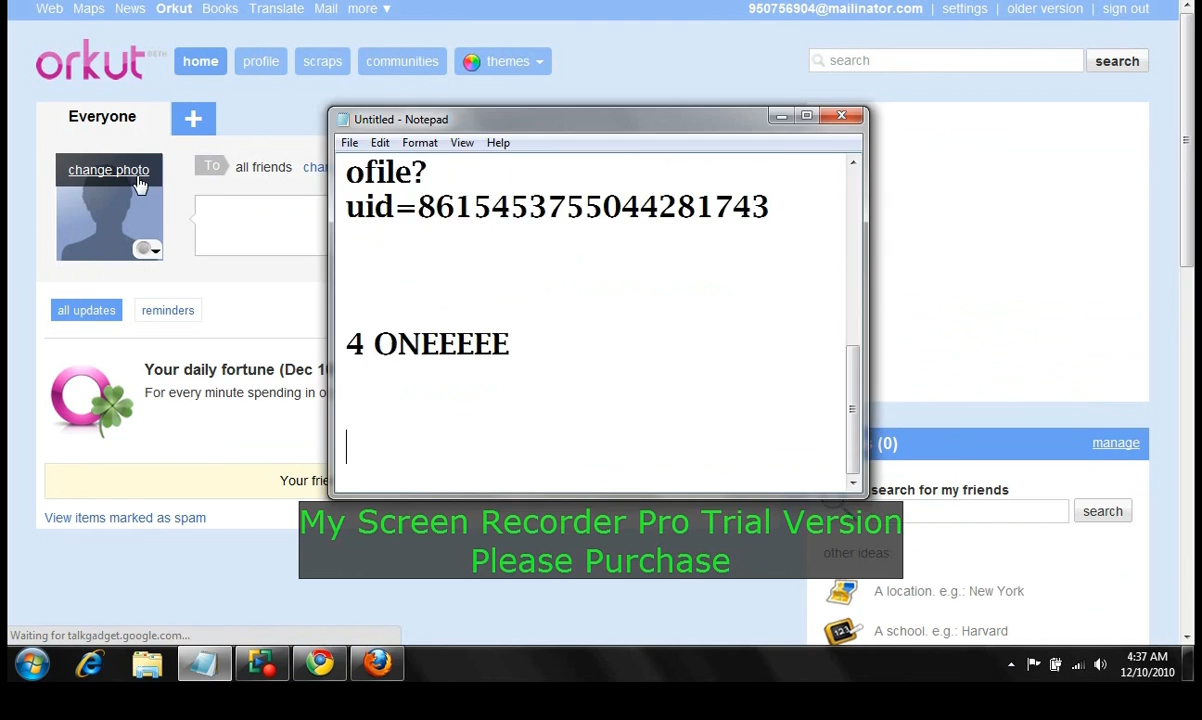 Web Maps News Orkut Books Translate Mail more
950756904@mailinator.com | settings | older version | sign out
orkut BETA
home profile scraps communities themes
search search
Everyone +
Untitled - Notepad
File Edit Format View Help
change photo
To all friends
ofile?
uid=8615453755044281743
4 ONEEEEE
all updates reminders
Your daily fortune (Dec
For every minute spending in
(0) manage
search for my friends
search
Your
View items marked as spam
My Screen Recorder Pro Trial Version
Please Purchase
other ideas:
A location. e.g.: New York
A school. e.g.: Harvard
Waiting for talkgadget.google.com...
4:37 AM
12/10/2010